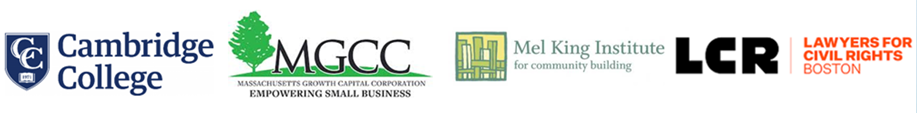 CC
Cambridge
College
MGCC
MASSACHUSETTS GROWTH CAPITAL CORPORATION
EMPOWERING SMALL BUSINESS
Mel King Institute
for community building
LCR
LAWYERS FOR
CIVIL RIGHTS
BOSTON